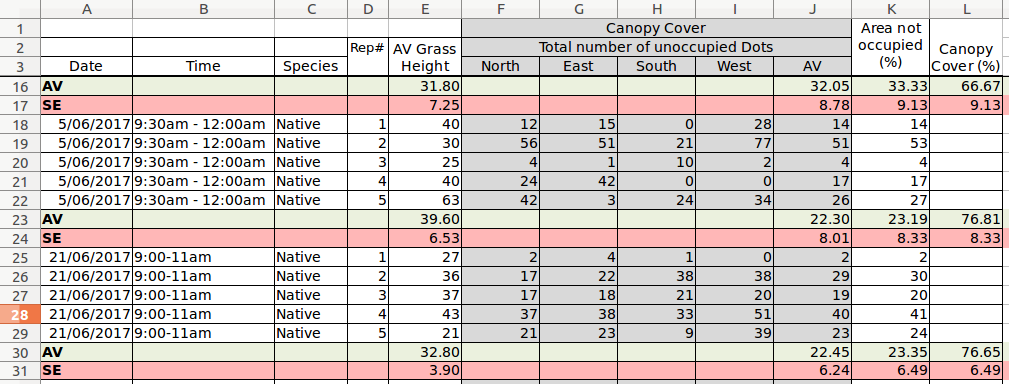 A B C D E F G H I J K L
1 Canopy Cover Area not
2 Rep# AV Grass Total number of unoccupied Dots occupied Canopy
3 Date Time Species Height North East South West AV (%) Cover (%)
16 AV 31.80 32.05 33.33 66.67
17 SE 7.25 8.78 9.13 9.13
18 5/06/2017 9:30am - 12:00am Native 1 40 12 15 0 28 14 14
19 5/06/2017 9:30am - 12:00am Native 2 30 56 51 21 77 51 53
20 5/06/2017 9:30am - 12:00am Native 3 25 4 1 10 2 4 4
21 5/06/2017 9:30am - 12:00am Native 4 40 24 42 0 0 17 17
22 5/06/2017 9:30am - 12:00am Native 5 63 42 3 24 34 26 27
23 AV 39.60 22.30 23.19 76.81
24 SE 6.53 8.01 8.33 8.33
25 21/06/2017 9:00-11am Native 1 27 2 4 1 0 2 2
26 21/06/2017 9:00-11am Native 2 36 17 22 38 38 29 30
27 21/06/2017 9:00-11am Native 3 37 17 18 21 20 19 20
28 21/06/2017 9:00-11am Native 4 43 37 38 33 51 40 41
29 21/06/2017 9:00-11am Native 5 21 21 23 9 39 23 24
30 AV 32.80 22.45 23.35 76.65
31 SE 3.90 6.24 6.49 6.49